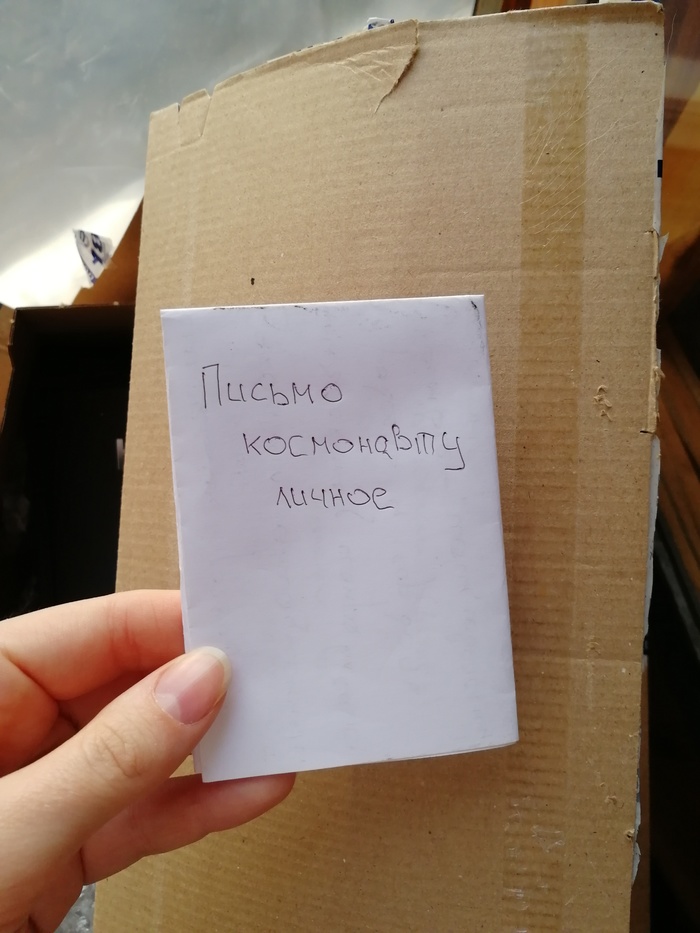 Письмо
космонавту
личное